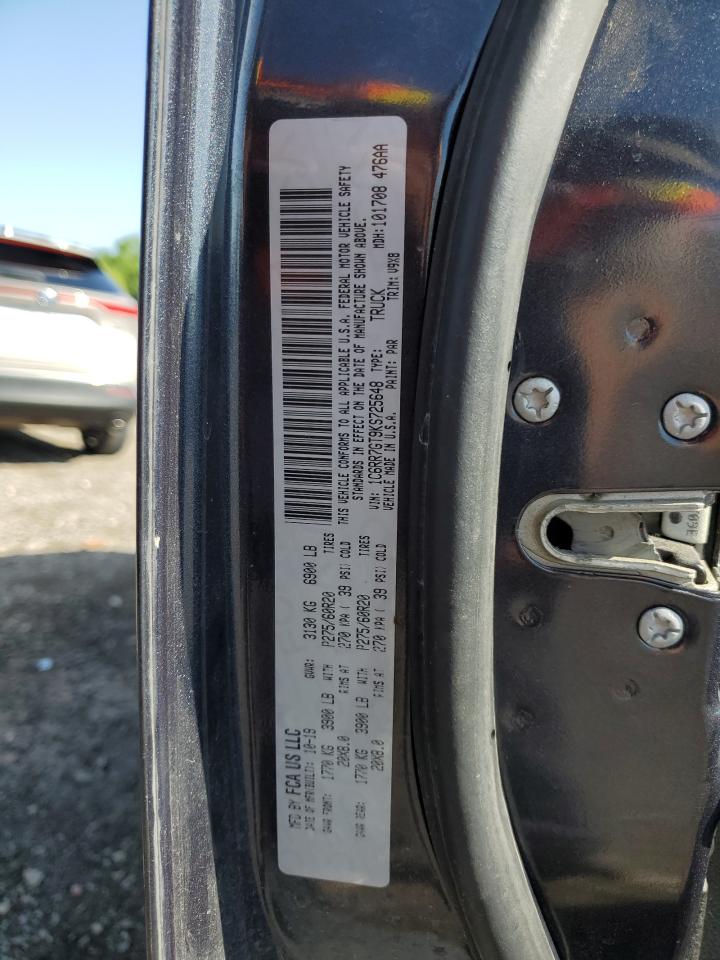 MFD BY FCA US LLC
DATE OF MFR(BUILT): 10-19 GVWR: 3130 KG 6900 LB
GAWR FRONT: 1770 KG 3900 LB WITH P275/60R20 TIRES
20X8.0 RIMS AT 270 KPA ( 39 PSI) COLD
GAWR REAR: 1770 KG 3900 LB WITH P275/60R20 TIRES
20X8.0 RIMS AT 270 KPA ( 39 PSI) COLD
THIS VEHICLE CONFORMS TO ALL APPLICABLE U.S.A. FEDERAL MOTOR VEHICLE SAFETY
STANDARDS IN EFFECT ON THE DATE OF MANUFACTURE SHOWN ABOVE.
VIN: 1C6RR7GT9KS725648 TYPE: TRUCK MDH: 101708 476AA
VEHICLE MADE IN U.S.A. PAINT: PAR TRIM: V9X8